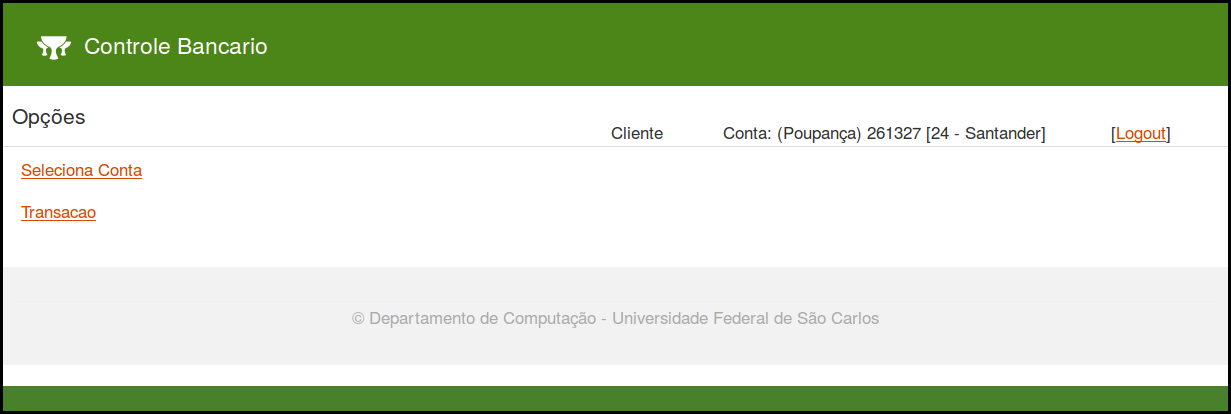 Controle Bancario
Opções
Cliente Conta: (Poupança) 261327 [24 - Santander] [Logout]
Seleciona Conta
Transacao
© Departamento de Computação - Universidade Federal de São Carlos